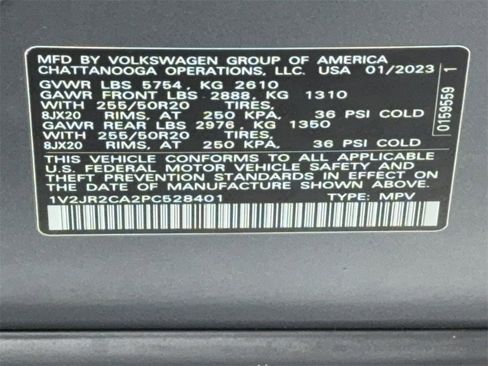 MFD BY VOLKSWAGEN GROUP OF AMERICA
CHATTANOOGA OPERATIONS, LLC. USA 01/2023
GVWR LBS 5754 , KG 2610
GAWR FRONT LBS 2888, KG 1310
WITH 255/50R20 TIRES,
8JX20 RIMS, AT 250 KPA, 36 PSI COLD
GAWR REAR LBS 2976 , KG 1350
WITH 255/50R20 TIRES,
8JX20 RIMS, AT 250 KPA, 36 PSI COLD
THIS VEHICLE CONFORMS TO ALL APPLICABLE
U.S. FEDERAL MOTOR VEHICLE SAFETY AND
THEFT PREVENTION STANDARDS IN EFFECT ON
THE DATE OF MANUFACTURE SHOWN ABOVE.
1V2JR2CA2PC528401 TYPE: MPV
0159559 1